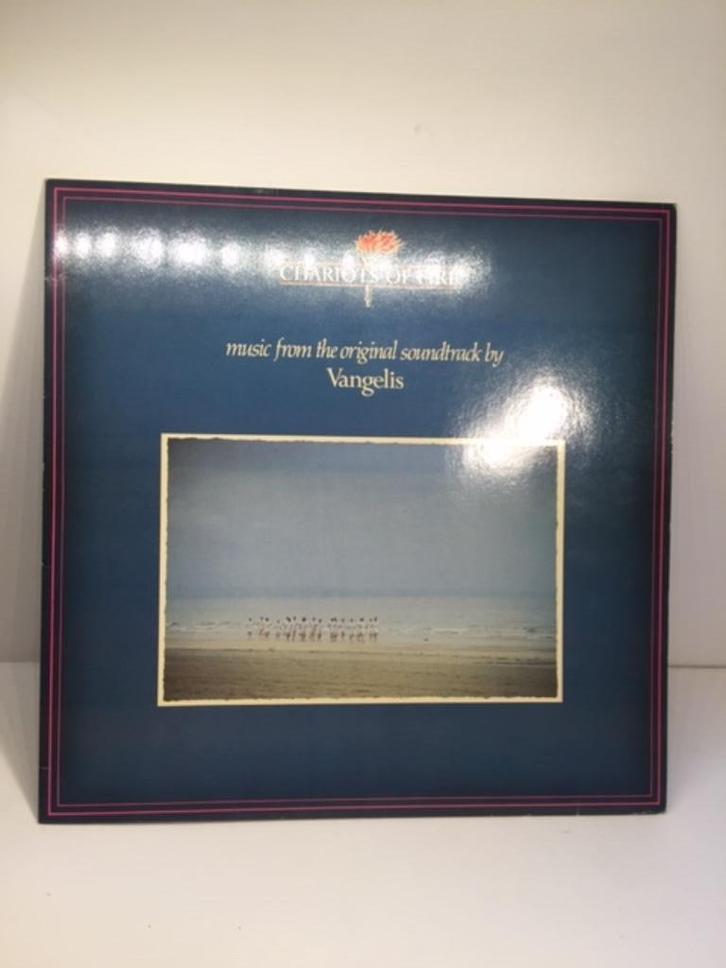 CHARIOTS OF FIRE
music from the original soundtrack by
Vangelis